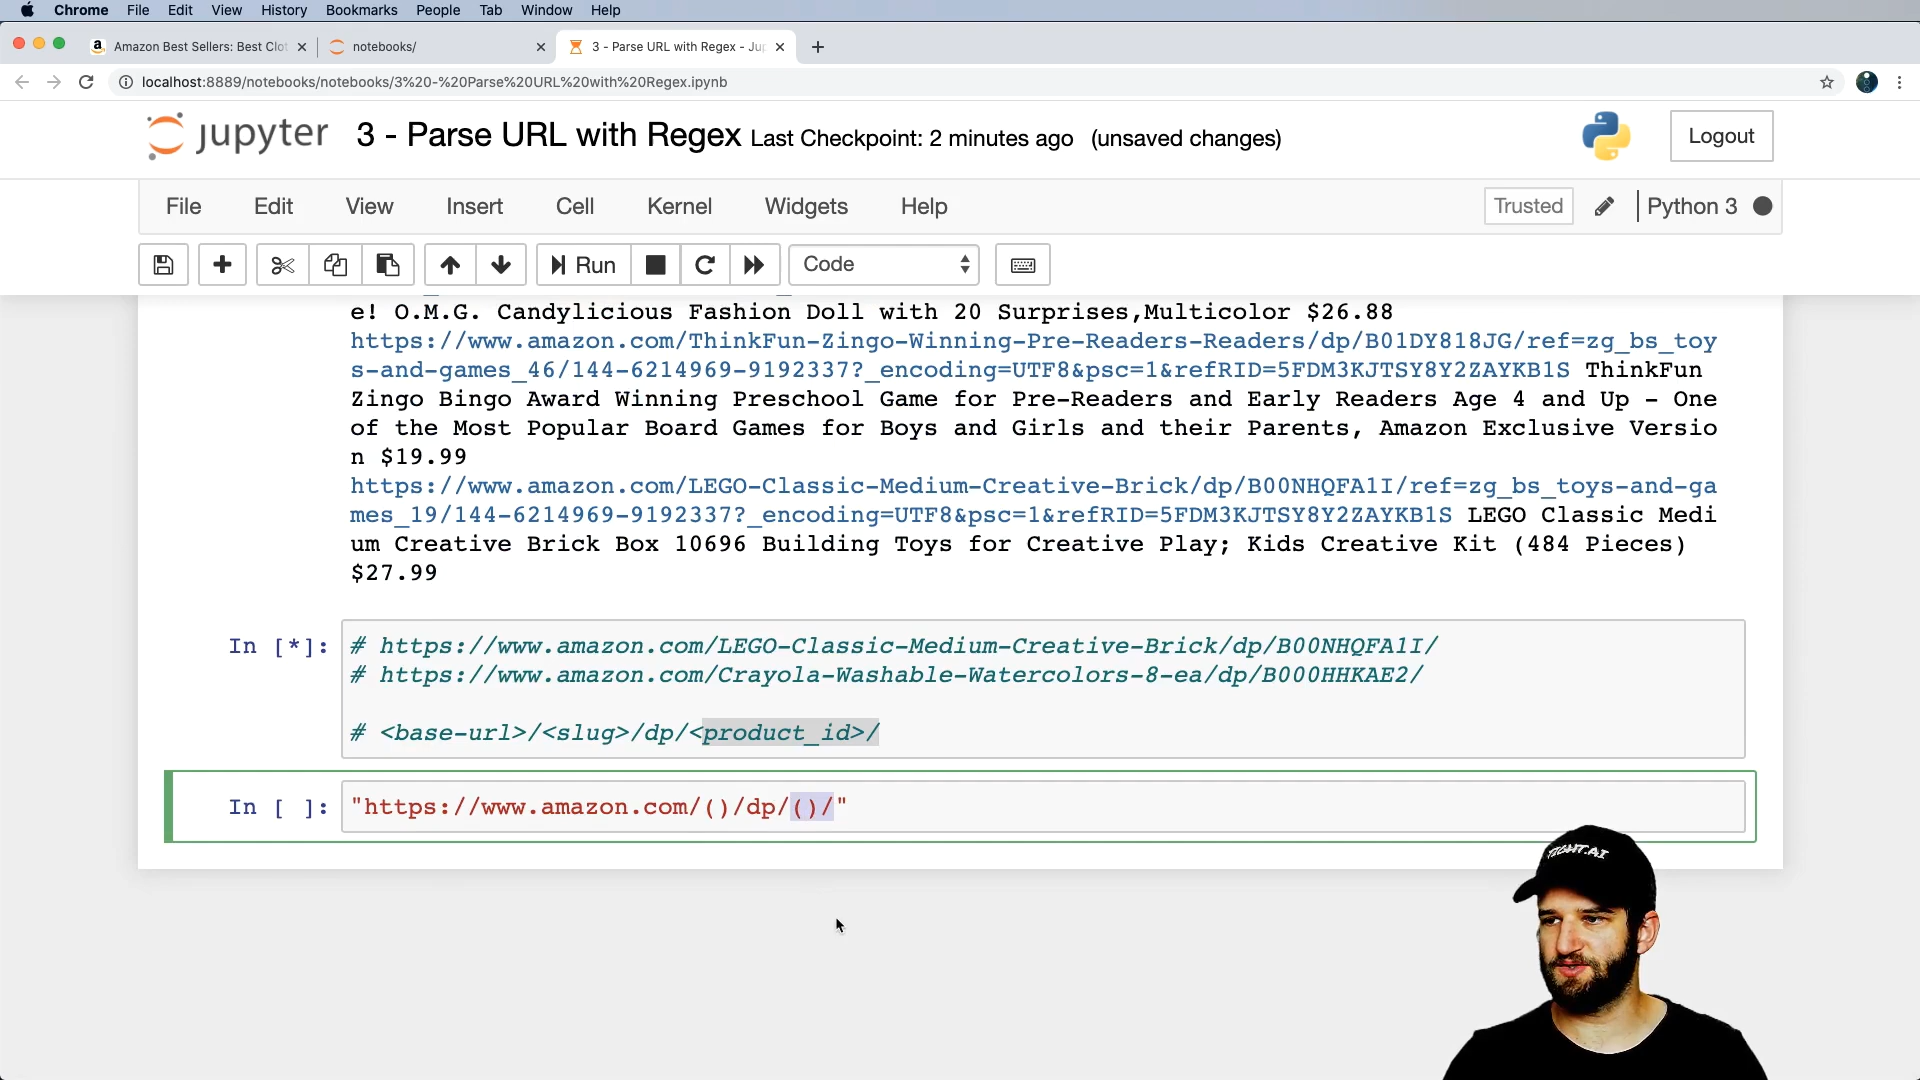 Chrome File Edit View History Bookmarks People Tab Window Help
Amazon Best Sellers: Best Clot
notebooks/
3 - Parse URL with Regex - Jup
localhost:8889/notebooks/notebooks/3%20-%20Parse%20URL%20with%20Regex.ipynb
jupyter 3 - Parse URL with Regex Last Checkpoint: 2 minutes ago (unsaved changes)
Logout
File Edit View Insert Cell Kernel Widgets Help
Trusted Python 3
Run Code
e! O.M.G. Candylicious Fashion Doll with 20 Surprises,Multicolor $26.88
https://www.amazon.com/ThinkFun-Zingo-Winning-Pre-Readers-Readers/dp/B01DY818JG/ref=zg_bs_toy
s-and-games_46/144-6214969-9192337?_encoding=UTF8&psc=1&refRID=5FDM3KJTSY8Y2ZAYKB1S ThinkFun
Zingo Bingo Award Winning Preschool Game for Pre-Readers and Early Readers Age 4 and Up - One
of the Most Popular Board Games for Boys and Girls and their Parents, Amazon Exclusive Versio
n $19.99
https://www.amazon.com/LEGO-Classic-Medium-Creative-Brick/dp/B00NHQFA1I/ref=zg_bs_toys-and-ga
mes_19/144-6214969-9192337?_encoding=UTF8&psc=1&refRID=5FDM3KJTSY8Y2ZAYKB1S LEGO Classic Medi
um Creative Brick Box 10696 Building Toys for Creative Play; Kids Creative Kit (484 Pieces)
$27.99
In [*]: # https://www.amazon.com/LEGO-Classic-Medium-Creative-Brick/dp/B00NHQFA1I/
# https://www.amazon.com/Crayola-Washable-Watercolors-8-ea/dp/B000HHKAE2/
# <base-url>/<slug>/dp/<product_id>/
In [ ]: "https://www.amazon.com/()/dp/()/"
TIGHT.AI